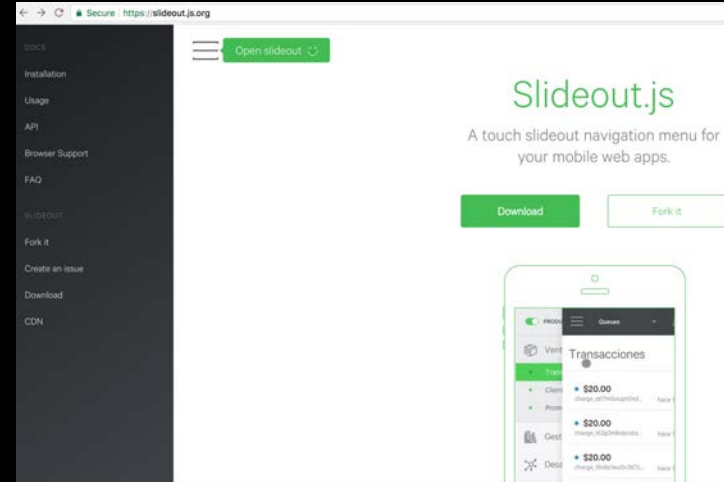 Secure https://slideout.js.org
DOCS
Installation
Usage
API
Browser Support
FAQ
SLIDEOUT
Fork it
Create an issue
Download
CDN
Open slideout
Slideout.js
A touch slideout navigation menu for
your mobile web apps.
Download
Fork it
Queues
Transacciones
$20.00
$20.00
$20.00